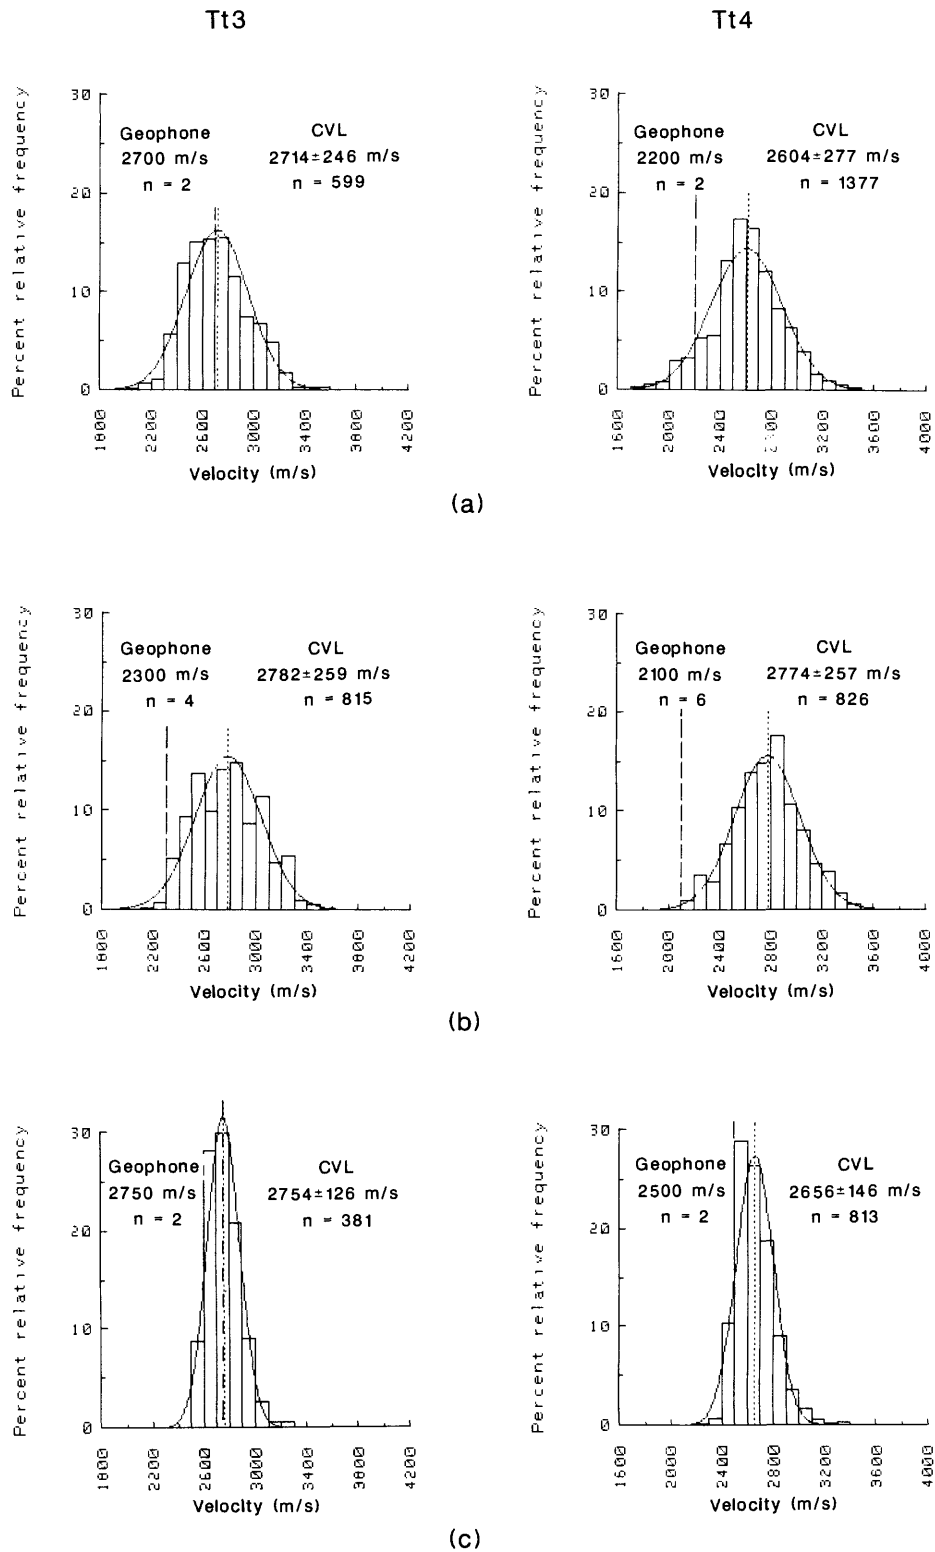 Tt3
Tt4
Percent relative frequency
30
20
10
0
Geophone
2700 m/s
n = 2
CVL
2714±246 m/s
n = 599
1800 2200 2600 3000 3400 3800 4200
Velocity (m/s)
Percent relative frequency
30
20
10
0
Geophone
2200 m/s
n = 2
CVL
2604±277 m/s
n = 1377
1600 2000 2400 2800 3200 3600 4000
Velocity (m/s)
(a)
Percent relative frequency
30
20
10
0
Geophone
2300 m/s
n = 4
CVL
2782±259 m/s
n = 815
1800 2200 2600 3000 3400 3800 4200
Velocity (m/s)
Percent relative frequency
30
20
10
0
Geophone
2100 m/s
n = 6
CVL
2774±257 m/s
n = 826
1600 2000 2400 2800 3200 3600 4000
Velocity (m/s)
(b)
Percent relative frequency
30
20
10
0
Geophone
2750 m/s
n = 2
CVL
2754±126 m/s
n = 381
1800 2200 2600 3000 3400 3800 4200
Velocity (m/s)
Percent relative frequency
30
20
10
0
Geophone
2500 m/s
n = 2
CVL
2656±146 m/s
n = 813
1600 2000 2400 2800 3200 3600 4000
Velocity (m/s)
(c)